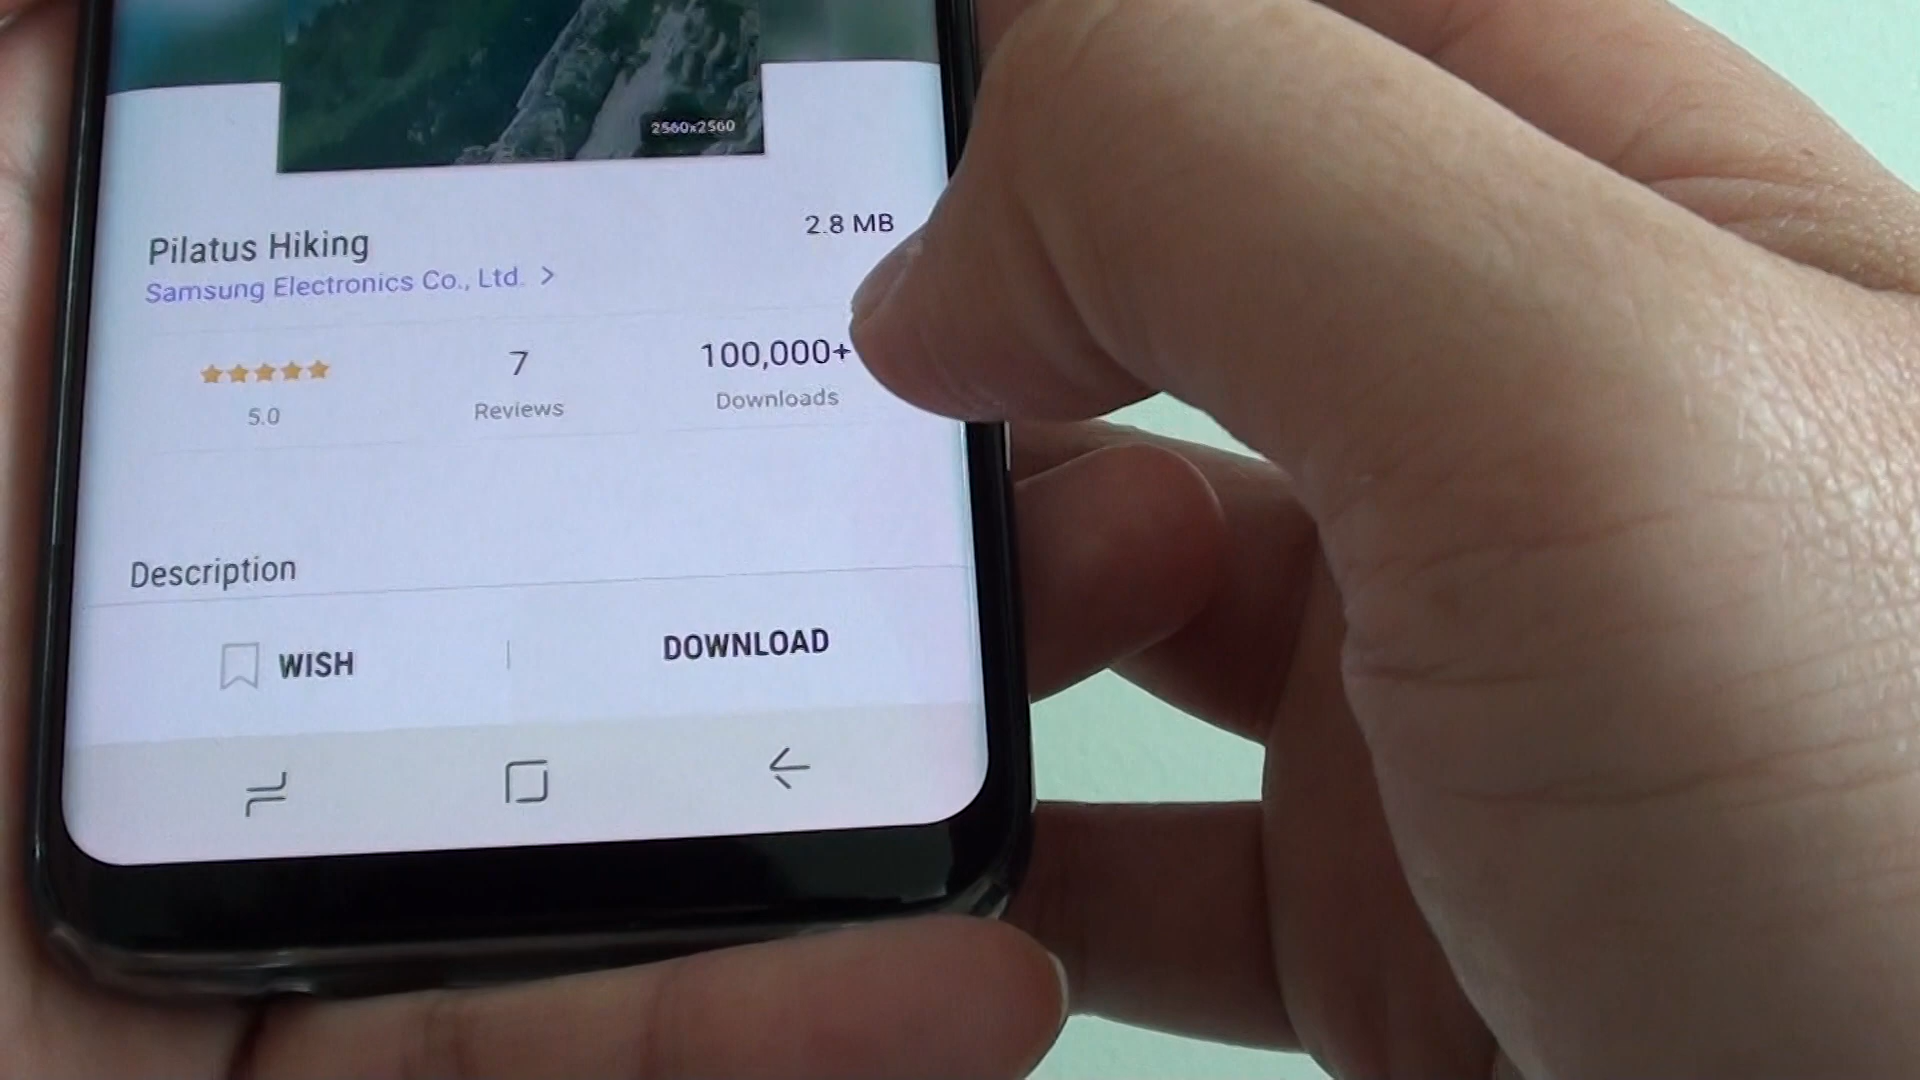 2560x2560
Pilatus Hiking
2.8 MB
Samsung Electronics Co., Ltd. >
5.0
7
Reviews
100,000+
Downloads
Description
WISH
DOWNLOAD